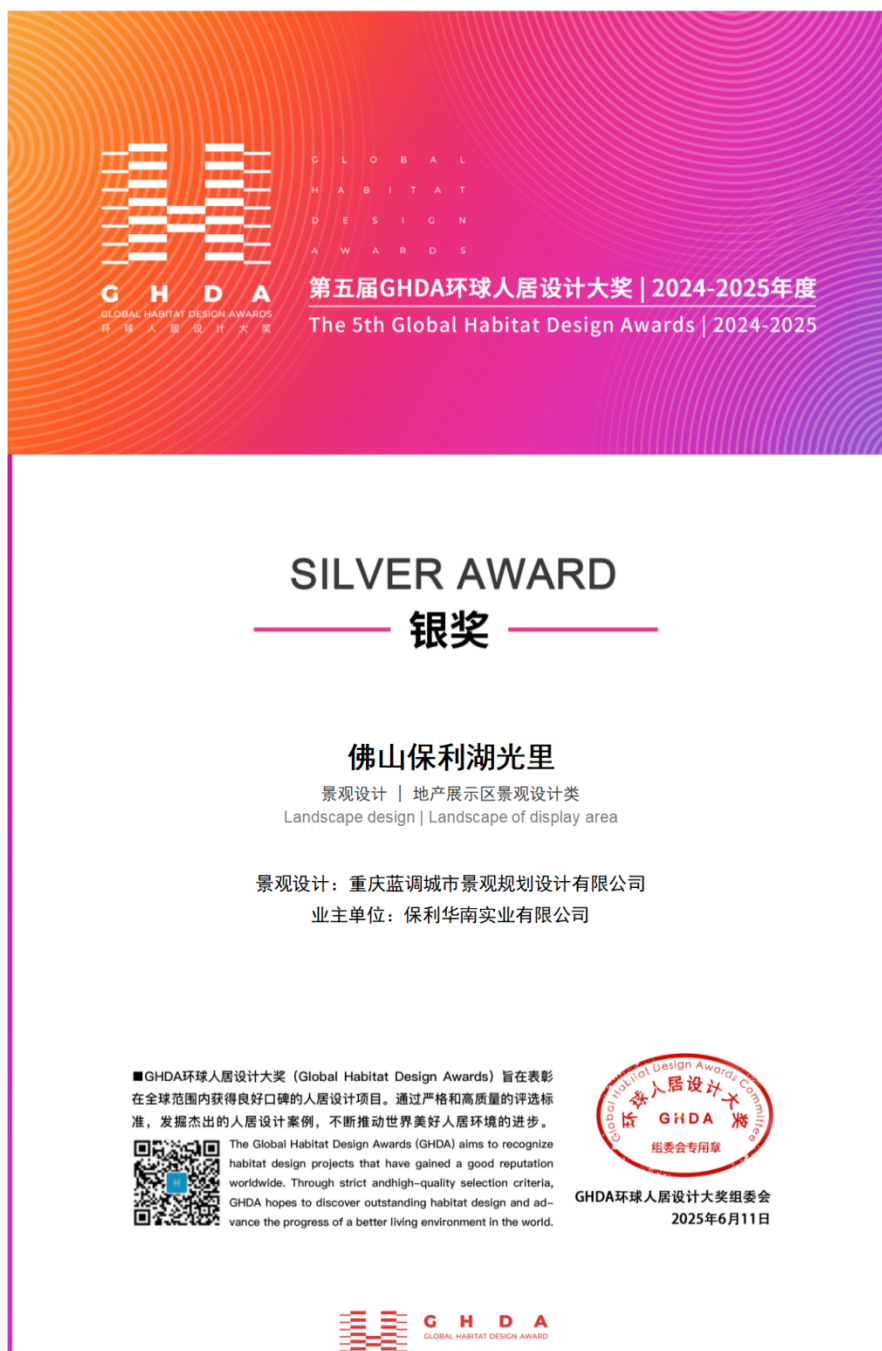 GLOBAL
HABITAT
DESIGN
AWARDS
GHDA
GLOBAL HABITAT DESIGN AWARDS
环球人居设计大奖
第五届GHDA环球人居设计大奖 | 2024-2025年度
The 5th Global Habitat Design Awards | 2024-2025
SILVER AWARD
银奖
佛山保利湖光里
景观设计 | 地产展示区景观设计类
Landscape design | Landscape of display area
景观设计：重庆蓝调城市景观规划设计有限公司
业主单位：保利华南实业有限公司
■GHDA环球人居设计大奖（Global Habitat Design Awards）旨在表彰
在全球范围内获得良好口碑的人居设计项目。通过严格和高质量的评选标
准，发掘杰出的人居设计案例，不断推动世界美好人居环境的进步。
The Global Habitat Design Awards (GHDA) aims to recognize
habitat design projects that have gained a good reputation
worldwide. Through strict andhigh-quality selection criteria,
GHDA hopes to discover outstanding habitat design and ad-
vance the progress of a better living environment in the world.
Global Habitat Design Awards Committee
环球人居设计大奖
GHDA
组委会专用章
GHDA环球人居设计大奖组委会
2025年6月11日
GHDA
GLOBAL HABITAT DESIGN AWARD